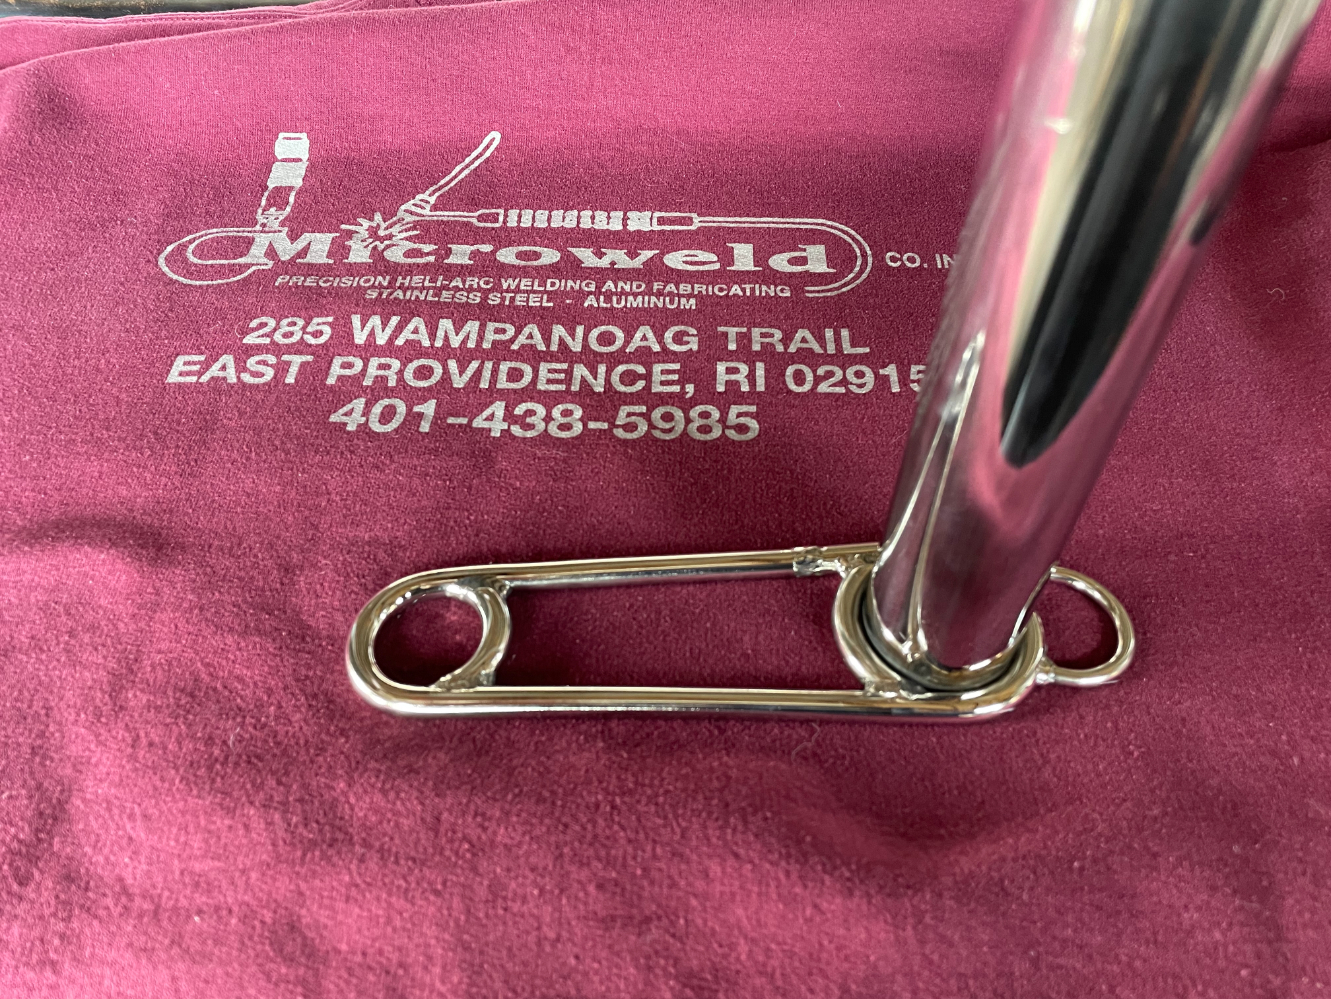 Microweld CO. IN
PRECISION HELI-ARC WELDING AND FABRICATING
STAINLESS STEEL - ALUMINUM
285 WAMPANOAG TRAIL
EAST PROVIDENCE, RI 02915
401-438-5985